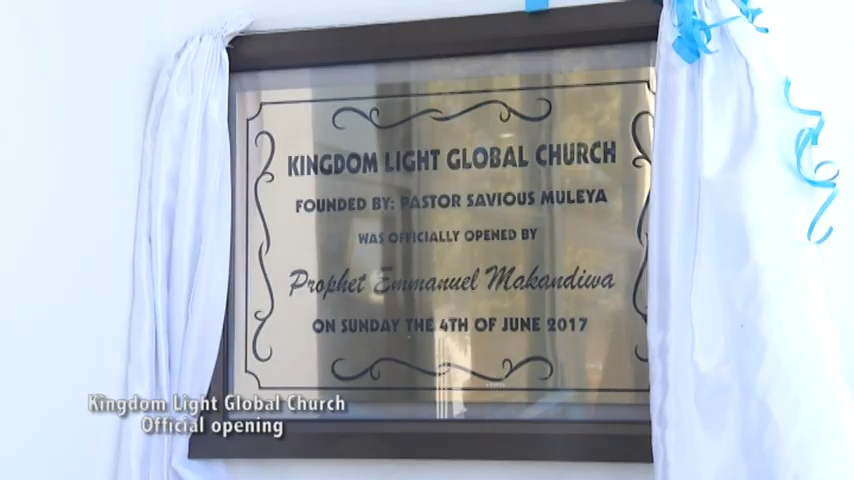 KINGDOM LIGHT GLOBAL CHURCH
FOUNDED BY: PASTOR SAVIOUS MULEYA
WAS OFFICIALLY OPENED BY
Prophet Emmanuel Makandiwa
ON SUNDAY THE 4TH OF JUNE 2017
Kingdom Light Global Church
Official opening